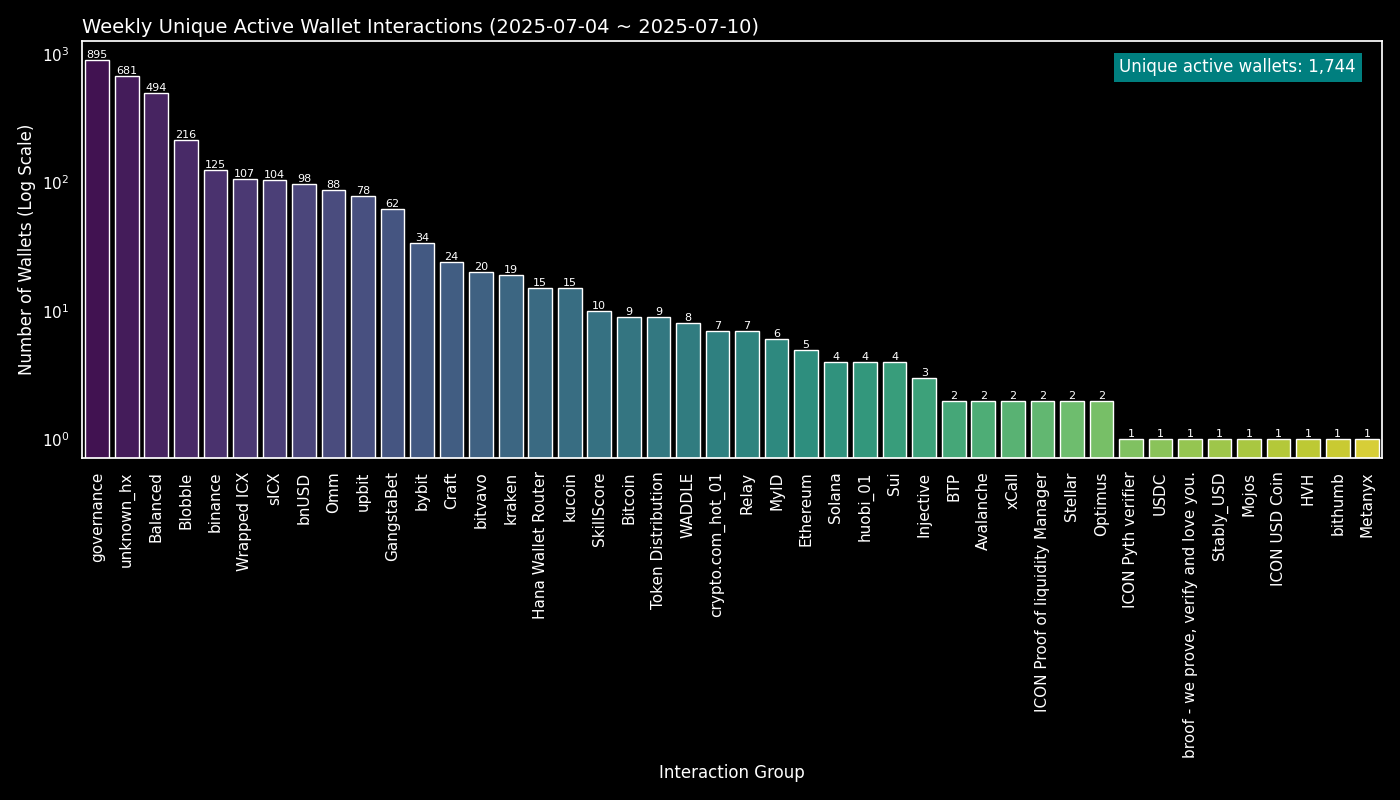 Weekly Unique Active Wallet Interactions (2025-07-04 ~ 2025-07-10)
Unique active wallets: 1,744
Number of Wallets (Log Scale)
10³
10²
10¹
10⁰
895
681
494
216
125
107
104
98
88
78
62
34
24
20
19
15
15
10
9
9
8
7
7
6
5
4
4
4
3
2
2
2
2
2
2
1
1
1
1
1
1
1
1
1
governance
unknown_hx
Balanced
Blobble
binance
Wrapped ICX
sICX
bnUSD
Omm
upbit
GangstaBet
bybit
Craft
bitvavo
kraken
Hana Wallet Router
kucoin
SkillScore
Bitcoin
Token Distribution
WADDLE
crypto.com_hot_01
Relay
MyID
Ethereum
Solana
huobi_01
Sui
Injective
BTP
Avalanche
xCall
ICON Proof of liquidity Manager
Stellar
Optimus
ICON Pyth verifier
USDC
broof - we prove, verify and love you.
Stably_USD
Mojos
ICON USD Coin
HVH
bithumb
Metanyx
Interaction Group